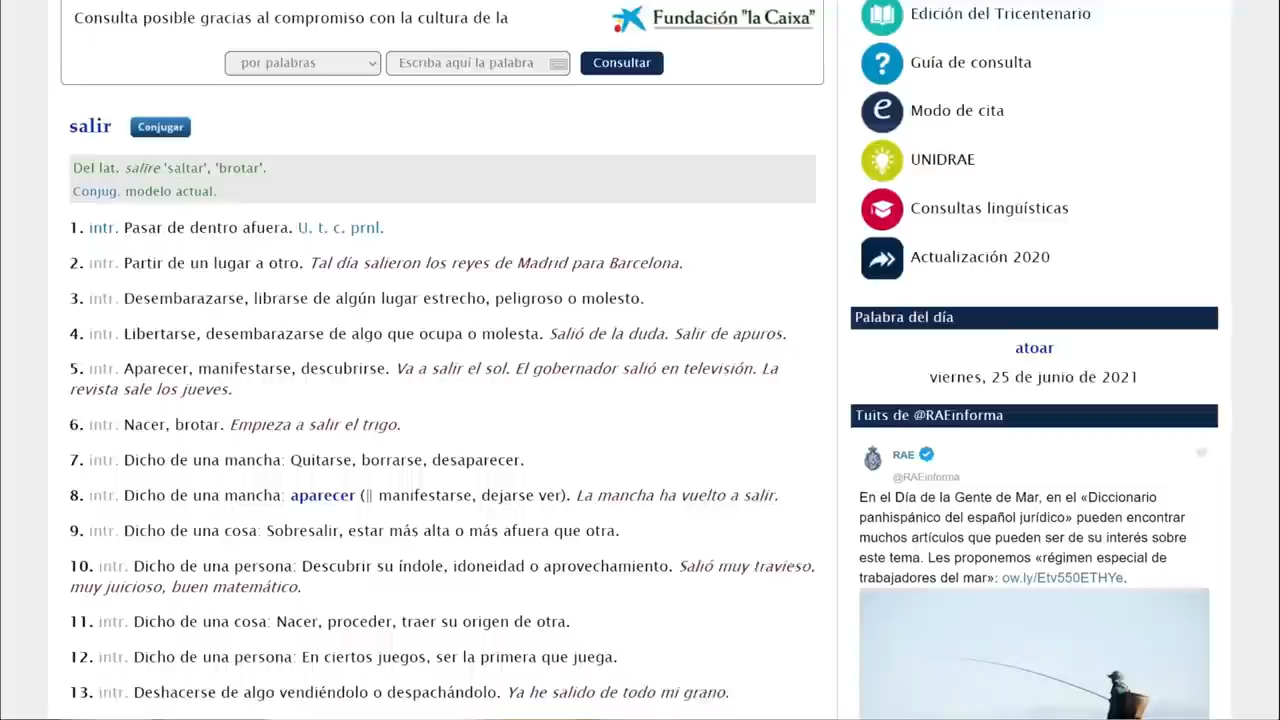 Consulta posible gracias al compromiso con la cultura de la
Fundación "la Caixa"
por palabras
Escriba aquí la palabra
Consultar
salir
Conjugar
Del lat. salīre 'saltar', 'brotar'.
Conjug. modelo actual.
1. intr. Pasar de dentro afuera. U. t. c. prnl.
2. intr. Partir de un lugar a otro. Tal día salieron los reyes de Madrid para Barcelona.
3. intr. Desembarazarse, librarse de algún lugar estrecho, peligroso o molesto.
4. intr. Libertarse, desembarazarse de algo que ocupa o molesta. Salió de la duda. Salir de apuros.
5. intr. Aparecer, manifestarse, descubrirse. Va a salir el sol. El gobernador salió en televisión. La
revista sale los jueves.
6. intr. Nacer, brotar. Empieza a salir el trigo.
7. intr. Dicho de una mancha: Quitarse, borrarse, desaparecer.
8. intr. Dicho de una mancha: aparecer (‖ manifestarse, dejarse ver). La mancha ha vuelto a salir.
9. intr. Dicho de una cosa: Sobresalir, estar más alta o más afuera que otra.
10. intr. Dicho de una persona: Descubrir su índole, idoneidad o aprovechamiento. Salió muy travieso,
muy juicioso, buen matemático.
11. intr. Dicho de una cosa: Nacer, proceder, traer su origen de otra.
12. intr. Dicho de una persona: En ciertos juegos, ser la primera que juega.
13. intr. Deshacerse de algo vendiéndolo o despachándolo. Ya he salido de todo mi grano.
Edición del Tricentenario
?
Guía de consulta
e
Modo de cita
UNIDRAE
Consultas lingüísticas
Actualización 2020
Palabra del día
atoar
viernes, 25 de junio de 2021
Tuits de @RAEinforma
RAE
@RAEinforma
En el Día de la Gente de Mar, en el «Diccionario
panhispánico del español jurídico» pueden encontrar
muchos artículos que pueden ser de su interés sobre
este tema. Les proponemos «régimen especial de
trabajadores del mar»: ow.ly/Etv550ETHYe.